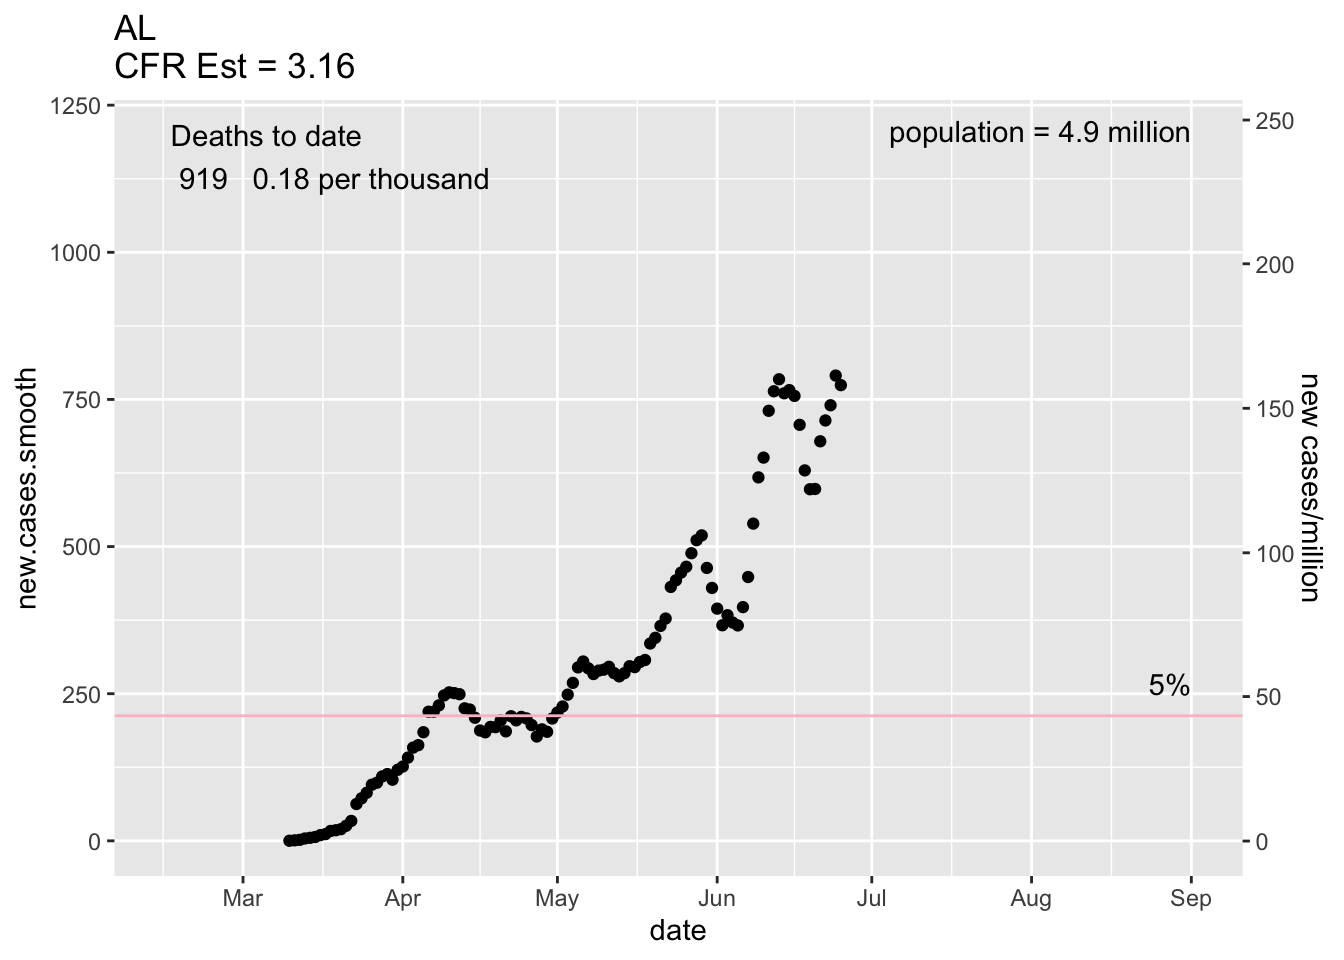 AL
CFR Est = 3.16
Deaths to date
919 0.18 per thousand
population = 4.9 million
5%
new.cases.smooth
1250
1000
750
500
250
0
250
200
150
100
50
0
new cases/million
Mar Apr May Jun Jul Aug Sep
date